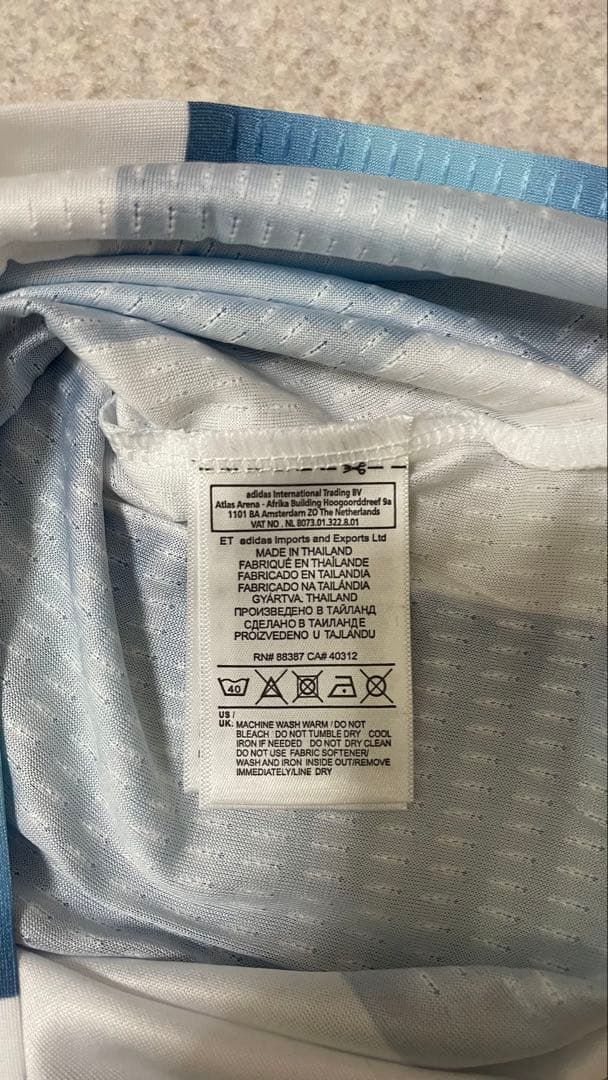 adidas International Trading BV
Atlas Arena - Afrika Building Hoogoorddreef 9a
1101 BA Amsterdam ZO The Netherlands
VAT NO . NL 8073.01.322.8.01
ET adidas Imports and Exports Ltd
MADE IN THAILAND
FABRIQUÉ EN THAÏLANDE
FABRICADO EN TAILANDIA
FABRICADO NA TAILÂNDIA
GYÁRTVA. THAILAND
ПРОИЗВЕДЕНО В ТАЙЛАНД
СДЕЛАНО В ТАИЛАНДЕ
PROIZVEDENO U TAJLANDU
RN# 88387 CA# 40312
40
US /
UK. MACHINE WASH WARM / DO NOT
BLEACH DO NOT TUMBLE DRY COOL
IRON IF NEEDED DO NOT DRY CLEAN
DO NOT USE FABRIC SOFTENER/
WASH AND IRON INSIDE OUT/REMOVE
IMMEDIATELY/LINE DRY